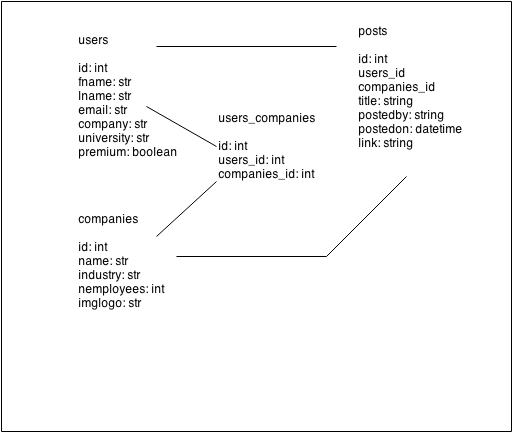 users
id: int
fname: str
lname: str
email: str
company: str
university: str
premium: boolean
posts
id: int
users_id
companies_id
title: string
postedby: string
postedon: datetime
link: string
users_companies
id: int
users_id: int
companies_id: int
companies
id: int
name: str
industry: str
nemployees: int
imglogo: str